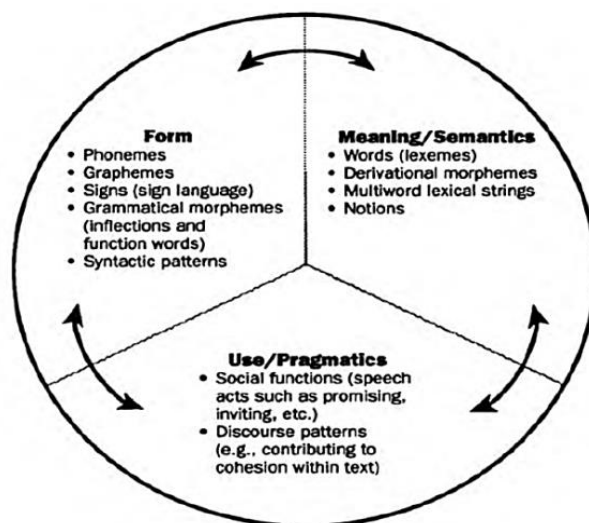 Form
• Phonemes
• Graphemes
• Signs (sign language)
• Grammatical morphemes
(inflections and
function words)
• Syntactic patterns
Meaning/Semantics
• Words (lexemes)
• Derivational morphemes
• Multiword lexical strings
• Notions
Use/Pragmatics
• Social functions (speech
acts such as promising,
inviting, etc.)
• Discourse patterns
(e.g., contributing to
cohesion within text)